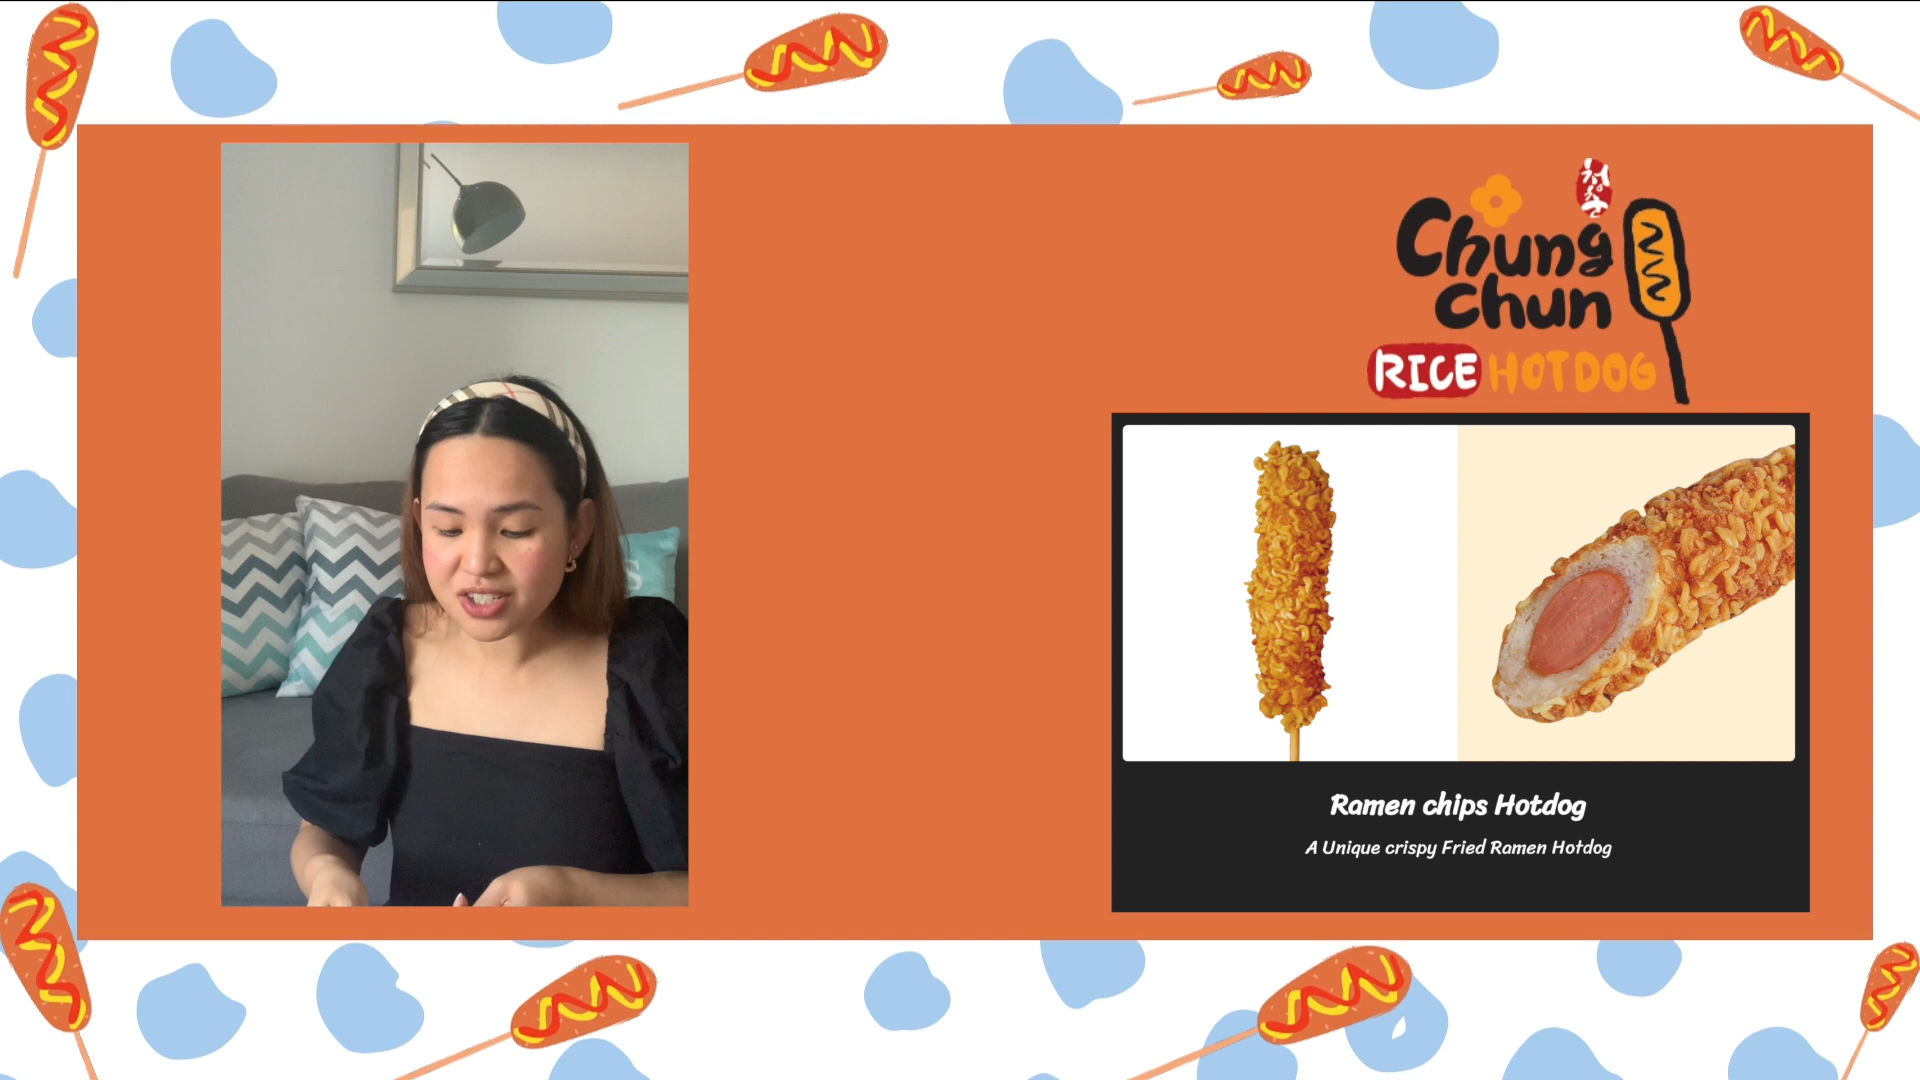 청춘
Chung
chun
RICE HOTDOG
Ramen chips Hotdog
A Unique crispy Fried Ramen Hotdog